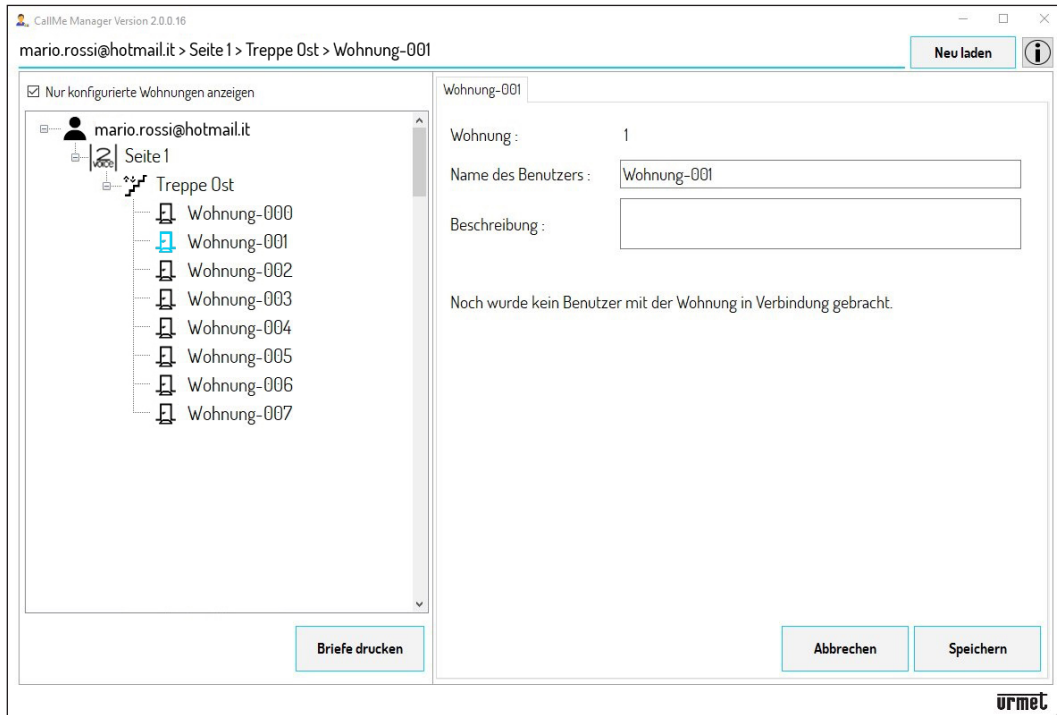 CallMe Manager Version 2.0.0.16
mario.rossi@hotmail.it > Seite 1 > Treppe Ost > Wohnung-001
Neu laden
Nur konfigurierte Wohnungen anzeigen
mario.rossi@hotmail.it
2 VOICE Seite 1
Treppe Ost
Wohnung-000
Wohnung-001
Wohnung-002
Wohnung-003
Wohnung-004
Wohnung-005
Wohnung-006
Wohnung-007
Briefe drucken
Wohnung-001
Wohnung : 1
Name des Benutzers : Wohnung-001
Beschreibung :
Noch wurde kein Benutzer mit der Wohnung in Verbindung gebracht.
Abbrechen Speichern
urmet